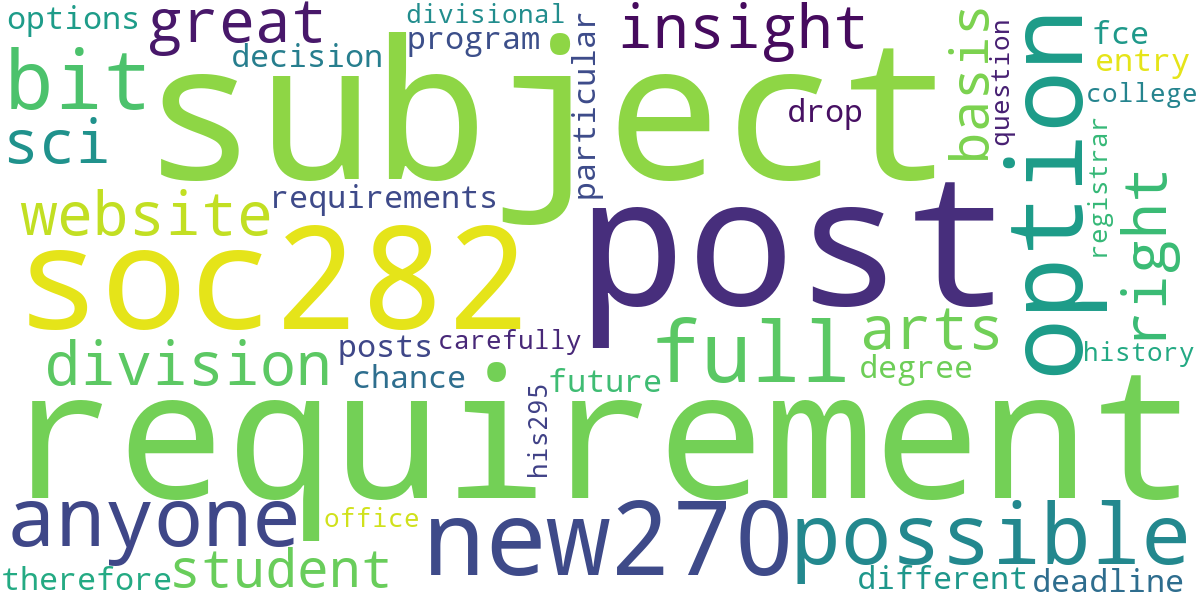 options
great
divisional
program
decision
insight
particular
fce
entry
college
basis
question
option
bit
subject
drop
sci
registrar
right
website
requirements
post
soc282
arts
division
posts
carefully
full
degree
history
chance
future
requirement
his295
anyone
office
new270
possible
therefore
student
different
deadline